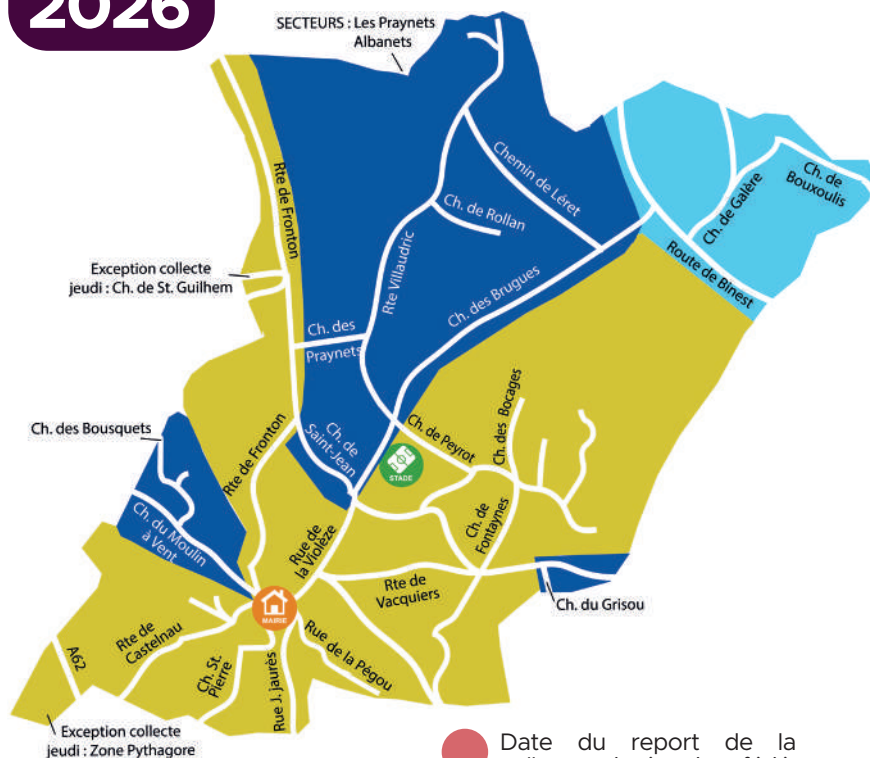 2026
SECTEURS : Les Praynets
Albanets
Rte de Fronton
Chemin de Léret
Ch. de Rollan
Rte Villaudric
Ch. des Brugues
Ch. de Galère
Ch. de
Bouxoulis
Route de Binest
Exception collecte
jeudi : Ch. de St. Guilhem
Ch. des
Praynets
Ch. des Bousquets
Rte de Fronton
Ch. de
Saint-Jean
Ch. de Peyrot
Ch. des Bocages
STADE
Ch. du Moulin
à Vent
Rue de
la Violèze
Ch. de
Fontaynes
Rte de
Vacquiers
Ch. du Grisou
MAIRIE
Rte de
Castelnau
A62
Ch. St.
Pierre
Rue J. jaurès
Rue de la Pégou
Exception collecte
jeudi : Zone Pythagore
Date du report de la